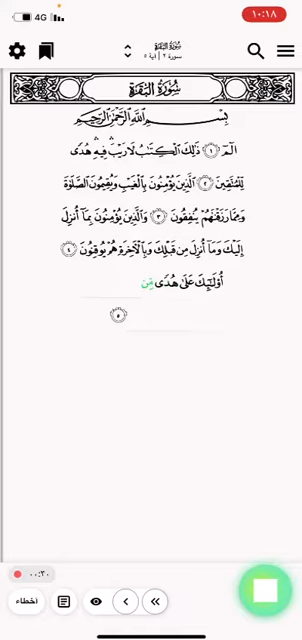 ١٠:١٨
4G
سُورَةُ البَقَرَةِ
سورة ٢ | آية ٥
سُورَةُ البَقَرَةِ
بِسْمِ اللَّهِ الرَّحْمَٰنِ الرَّحِيمِ
الٓمٓ ١ ذَٰلِكَ الْكِتَابُ لَا رَيْبَ ۛ فِيهِ ۛ هُدًى
لِّلْمُتَّقِينَ ٢ الَّذِينَ يُؤْمِنُونَ بِالْغَيْبِ وَيُقِيمُونَ الصَّلَاةَ
وَمِمَّا رَزَقْنَاهُمْ يُنفِقُونَ ٣ وَالَّذِينَ يُؤْمِنُونَ بِمَا أُنزِلَ
إِلَيْكَ وَمَا أُنزِلَ مِن قَبْلِكَ وَبِالْآخِرَةِ هُمْ يُوقِنُونَ ٤
أُولَٰئِكَ عَلَىٰ هُدًى مِّن
٥
٠٠:٣٠
أخطاء